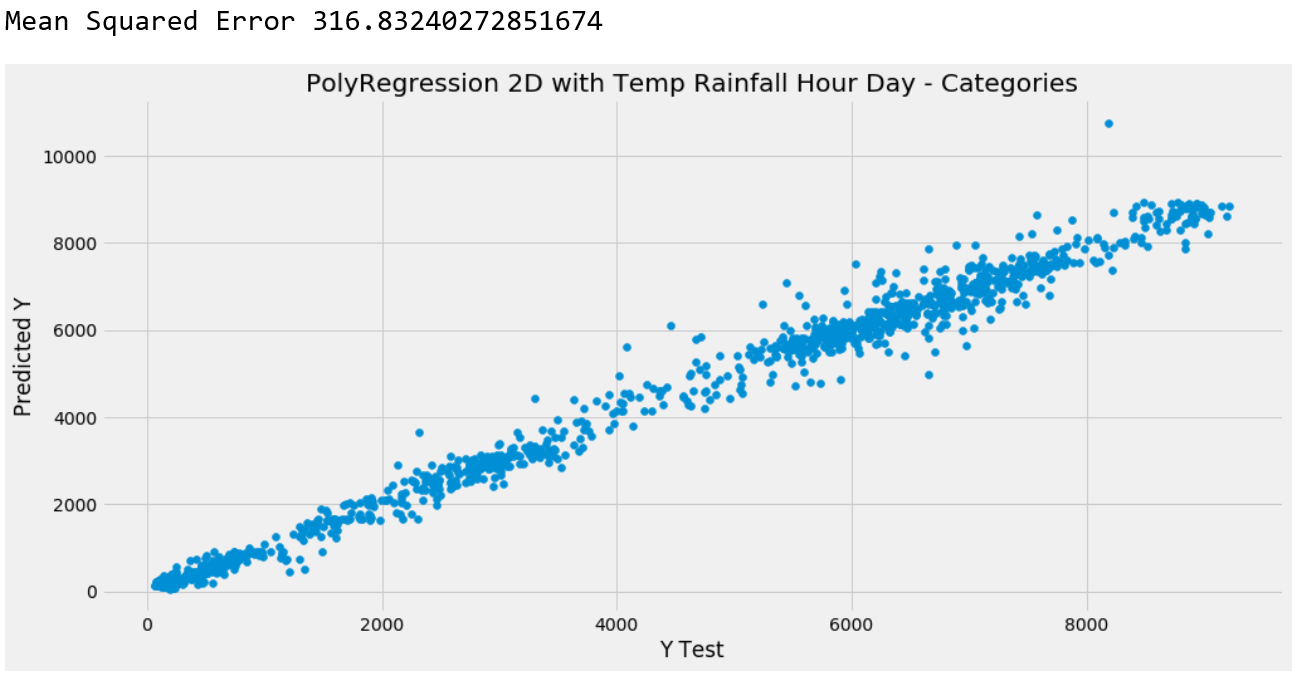 Mean Squared Error 316.83240272851674
PolyRegression 2D with Temp Rainfall Hour Day - Categories
10000
8000
6000
4000
2000
0
Predicted Y
0 2000 4000 6000 8000
Y Test